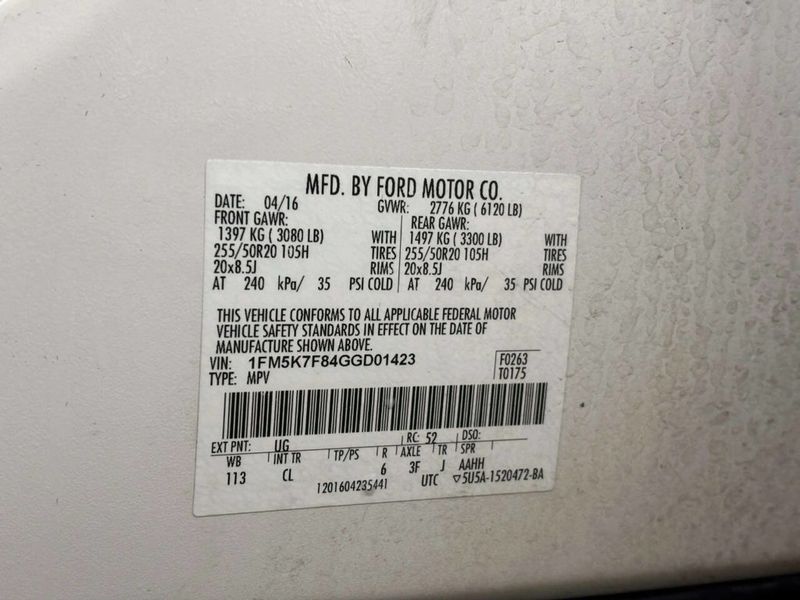 MFD. BY FORD MOTOR CO.
DATE: 04/16 GVWR: 2776 KG ( 6120 LB)
FRONT GAWR: REAR GAWR:
1397 KG ( 3080 LB) WITH 1497 KG ( 3300 LB) WITH
255/50R20 105H TIRES 255/50R20 105H TIRES
20x8.5J RIMS 20x8.5J RIMS
AT 240 kPa/ 35 PSI COLD AT 240 kPa/ 35 PSI COLD
THIS VEHICLE CONFORMS TO ALL APPLICABLE FEDERAL MOTOR
VEHICLE SAFETY STANDARDS IN EFFECT ON THE DATE OF
MANUFACTURE SHOWN ABOVE.
VIN: 1FM5K7F84GGD01423 F0263
TYPE: MPV T0175
EXT PNT: UG RC: 52 DSO:
WB INT TR TP/PS R AXLE TR SPR
113 CL 6 3F J AAHH
1201604235441 UTC ▽5U5A-1520472-BA